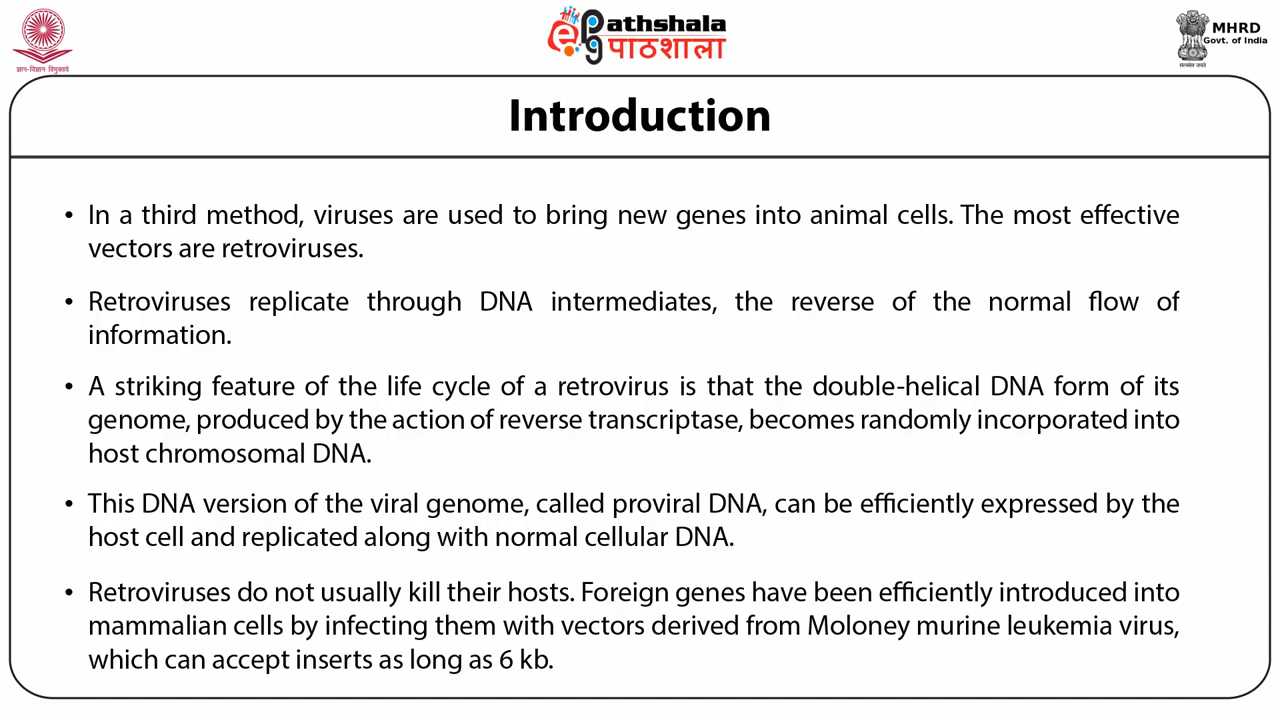 ज्ञान-विज्ञान विमुक्तये
ePathshala
पाठशाला
MHRD
Govt. of India
सत्यमेव जयते
Introduction
• In a third method, viruses are used to bring new genes into animal cells. The most effective
vectors are retroviruses.
• Retroviruses replicate through DNA intermediates, the reverse of the normal flow of
information.
• A striking feature of the life cycle of a retrovirus is that the double-helical DNA form of its
genome, produced by the action of reverse transcriptase, becomes randomly incorporated into
host chromosomal DNA.
• This DNA version of the viral genome, called proviral DNA, can be efficiently expressed by the
host cell and replicated along with normal cellular DNA.
• Retroviruses do not usually kill their hosts. Foreign genes have been efficiently introduced into
mammalian cells by infecting them with vectors derived from Moloney murine leukemia virus,
which can accept inserts as long as 6 kb.